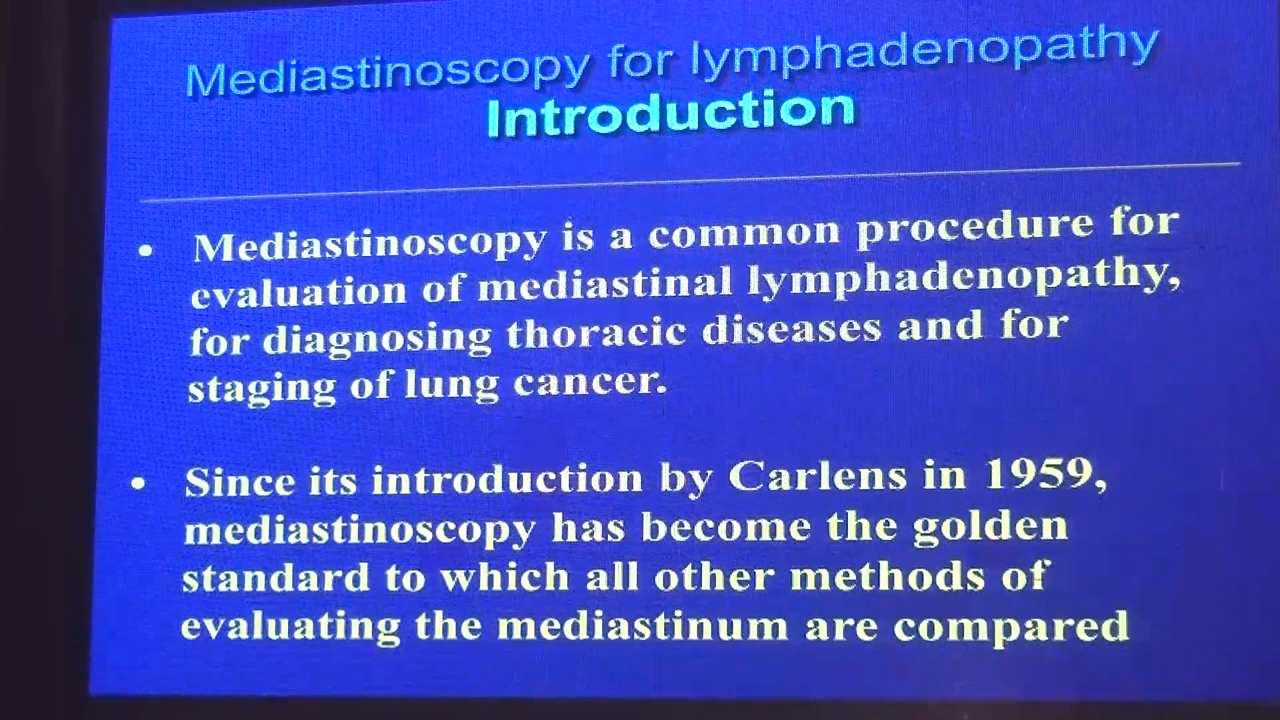 Mediastinoscopy for lymphadenopathy
Introduction
• Mediastinoscopy is a common procedure for
evaluation of mediastinal lymphadenopathy,
for diagnosing thoracic diseases and for
staging of lung cancer.
• Since its introduction by Carlens in 1959,
mediastinoscopy has become the golden
standard to which all other methods of
evaluating the mediastinum are compared